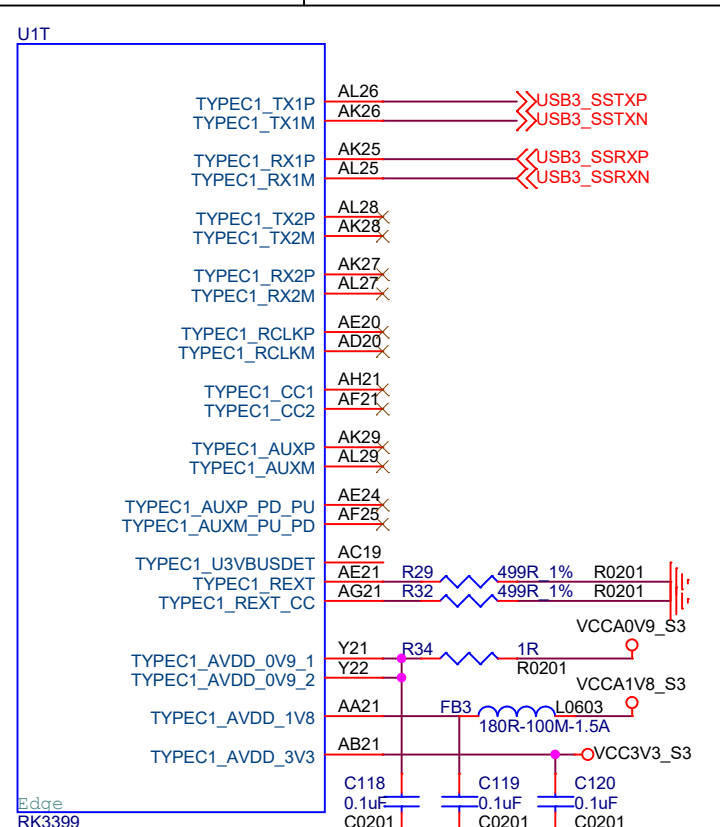 U1T
TYPEC1_TX1P AL26 USB3_SSTXP
TYPEC1_TX1M AK26 USB3_SSTXN
TYPEC1_RX1P AK25 USB3_SSRXP
TYPEC1_RX1M AL25 USB3_SSRXN
TYPEC1_TX2P AL28
TYPEC1_TX2M AK28
TYPEC1_RX2P AK27
TYPEC1_RX2M AL27
TYPEC1_RCLKP AE20
TYPEC1_RCLKM AD20
TYPEC1_CC1 AH21
TYPEC1_CC2 AF21
TYPEC1_AUXP AK29
TYPEC1_AUXM AL29
TYPEC1_AUXP_PD_PU AE24
TYPEC1_AUXM_PU_PD AF25
TYPEC1_U3VBUSDET AC19
TYPEC1_REXT AE21 R29 499R_1% R0201
TYPEC1_REXT_CC AG21 R32 499R_1% R0201
VCCA0V9_S3
TYPEC1_AVDD_0V9_1 Y21 R34 1R
TYPEC1_AVDD_0V9_2 Y22 R0201
VCCA1V8_S3
TYPEC1_AVDD_1V8 AA21 FB3 L0603
180R-100M-1.5A
TYPEC1_AVDD_3V3 AB21 VCC3V3_S3
C118 C119 C120
Edge 0.1uF 0.1uF 0.1uF
RK3399 C0201 C0201 C0201